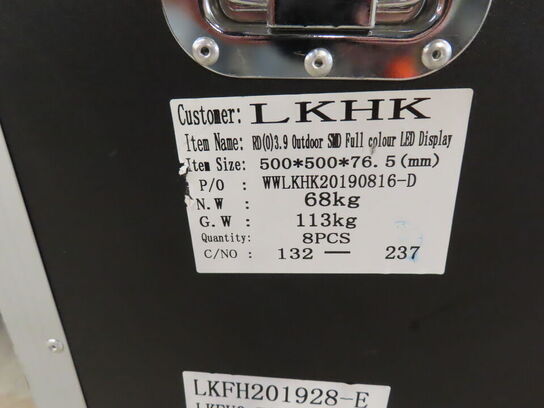 Customer: LKHK
Item Name: RD(O)3.9 Outdoor SMD Full colour LED Display
Item Size: 500*500*76.5(mm)
P/O : WWLKHK20190816-D
N.W : 68kg
G.W : 113kg
Quantity: 8PCS
C/NO : 132 — 237
LKFH201928-E